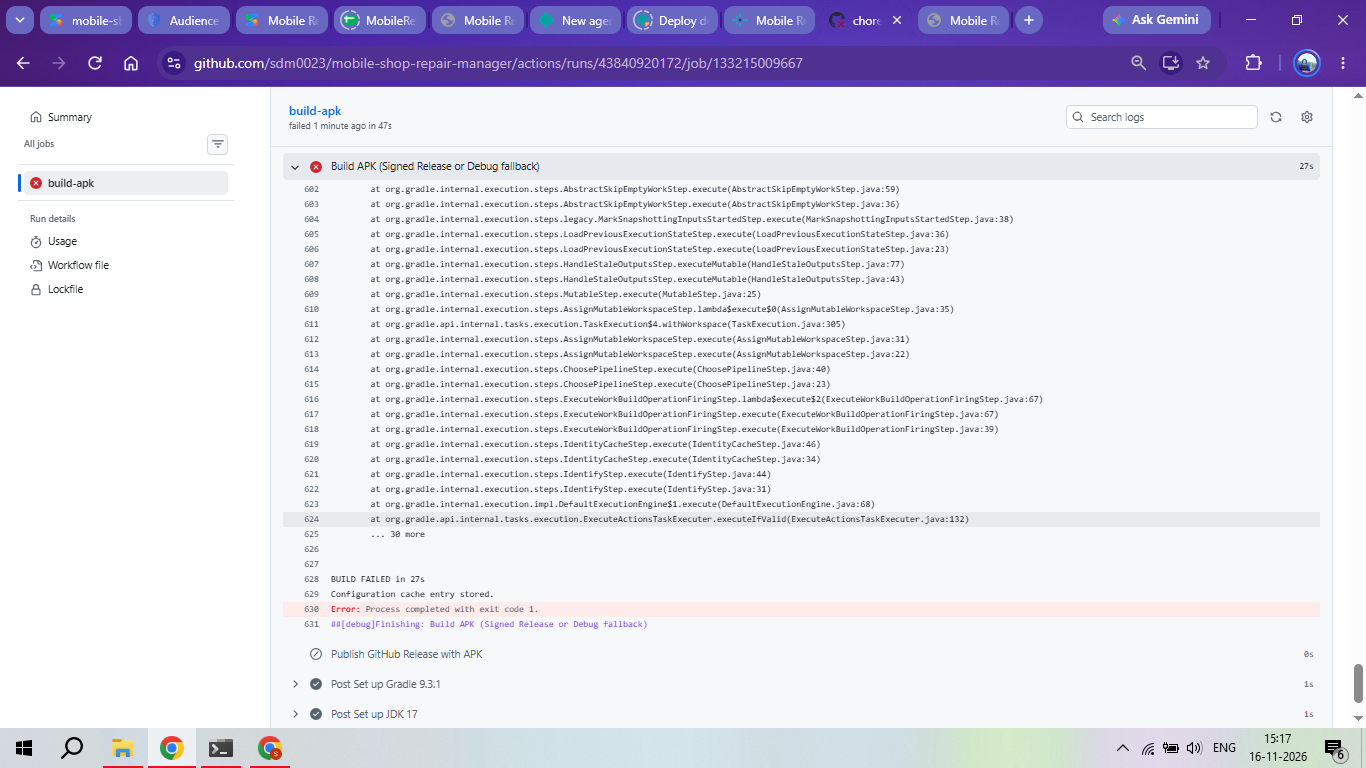 mobile-sh
Audience
Mobile Re
MobileRe
Mobile Re
New age
Deploy de
Mobile Re
chore
Mobile Re
Ask Gemini
github.com/sdm0023/mobile-shop-repair-manager/actions/runs/43840920172/job/133215009667
Summary
All jobs
build-apk
Run details
Usage
Workflow file
Lockfile
build-apk
failed 1 minute ago in 47s
Search logs
Build APK (Signed Release or Debug fallback) 27s
602 at org.gradle.internal.execution.steps.AbstractSkipEmptyWorkStep.execute(AbstractSkipEmptyWorkStep.java:59)
603 at org.gradle.internal.execution.steps.AbstractSkipEmptyWorkStep.execute(AbstractSkipEmptyWorkStep.java:36)
604 at org.gradle.internal.execution.steps.legacy.MarkSnapshottingInputsStartedStep.execute(MarkSnapshottingInputsStartedStep.java:38)
605 at org.gradle.internal.execution.steps.LoadPreviousExecutionStateStep.execute(LoadPreviousExecutionStateStep.java:36)
606 at org.gradle.internal.execution.steps.LoadPreviousExecutionStateStep.execute(LoadPreviousExecutionStateStep.java:23)
607 at org.gradle.internal.execution.steps.HandleStaleOutputsStep.executeMutable(HandleStaleOutputsStep.java:77)
608 at org.gradle.internal.execution.steps.HandleStaleOutputsStep.executeMutable(HandleStaleOutputsStep.java:43)
609 at org.gradle.internal.execution.steps.MutableStep.execute(MutableStep.java:25)
610 at org.gradle.internal.execution.steps.AssignMutableWorkspaceStep.lambda$execute$0(AssignMutableWorkspaceStep.java:35)
611 at org.gradle.api.internal.tasks.execution.TaskExecution$4.withWorkspace(TaskExecution.java:305)
612 at org.gradle.internal.execution.steps.AssignMutableWorkspaceStep.execute(AssignMutableWorkspaceStep.java:31)
613 at org.gradle.internal.execution.steps.AssignMutableWorkspaceStep.execute(AssignMutableWorkspaceStep.java:22)
614 at org.gradle.internal.execution.steps.ChoosePipelineStep.execute(ChoosePipelineStep.java:40)
615 at org.gradle.internal.execution.steps.ChoosePipelineStep.execute(ChoosePipelineStep.java:23)
616 at org.gradle.internal.execution.steps.ExecuteWorkBuildOperationFiringStep.lambda$execute$2(ExecuteWorkBuildOperationFiringStep.java:67)
617 at org.gradle.internal.execution.steps.ExecuteWorkBuildOperationFiringStep.execute(ExecuteWorkBuildOperationFiringStep.java:67)
618 at org.gradle.internal.execution.steps.ExecuteWorkBuildOperationFiringStep.execute(ExecuteWorkBuildOperationFiringStep.java:39)
619 at org.gradle.internal.execution.steps.IdentityCacheStep.execute(IdentityCacheStep.java:46)
620 at org.gradle.internal.execution.steps.IdentityCacheStep.execute(IdentityCacheStep.java:34)
621 at org.gradle.internal.execution.steps.IdentifyStep.execute(IdentifyStep.java:44)
622 at org.gradle.internal.execution.steps.IdentifyStep.execute(IdentifyStep.java:31)
623 at org.gradle.internal.execution.impl.DefaultExecutionEngine$1.execute(DefaultExecutionEngine.java:68)
624 at org.gradle.api.internal.tasks.execution.ExecuteActionsTaskExecuter.executeIfValid(ExecuteActionsTaskExecuter.java:132)
625 ... 30 more
626
627
628 BUILD FAILED in 27s
629 Configuration cache entry stored.
630 Error: Process completed with exit code 1.
631 ##[debug]Finishing: Build APK (Signed Release or Debug fallback)
Publish GitHub Release with APK 0s
Post Set up Gradle 9.3.1 1s
Post Set up JDK 17 1s
ENG
15:17
16-11-2026
6